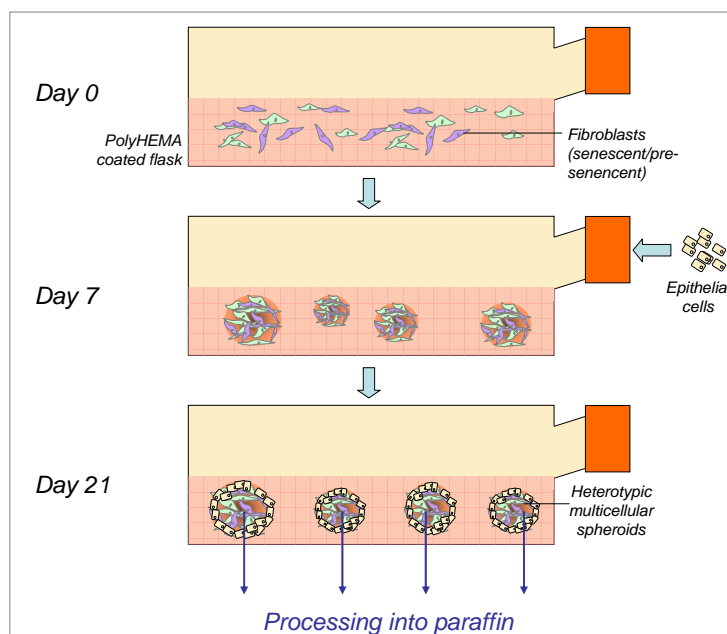 Day 0
PolyHEMA
coated flask
Fibroblasts
(senescent/pre-
senencent)
Day 7
Epithelia
cells
Day 21
Heterotypic
multicellular
spheroids
Processing into paraffin